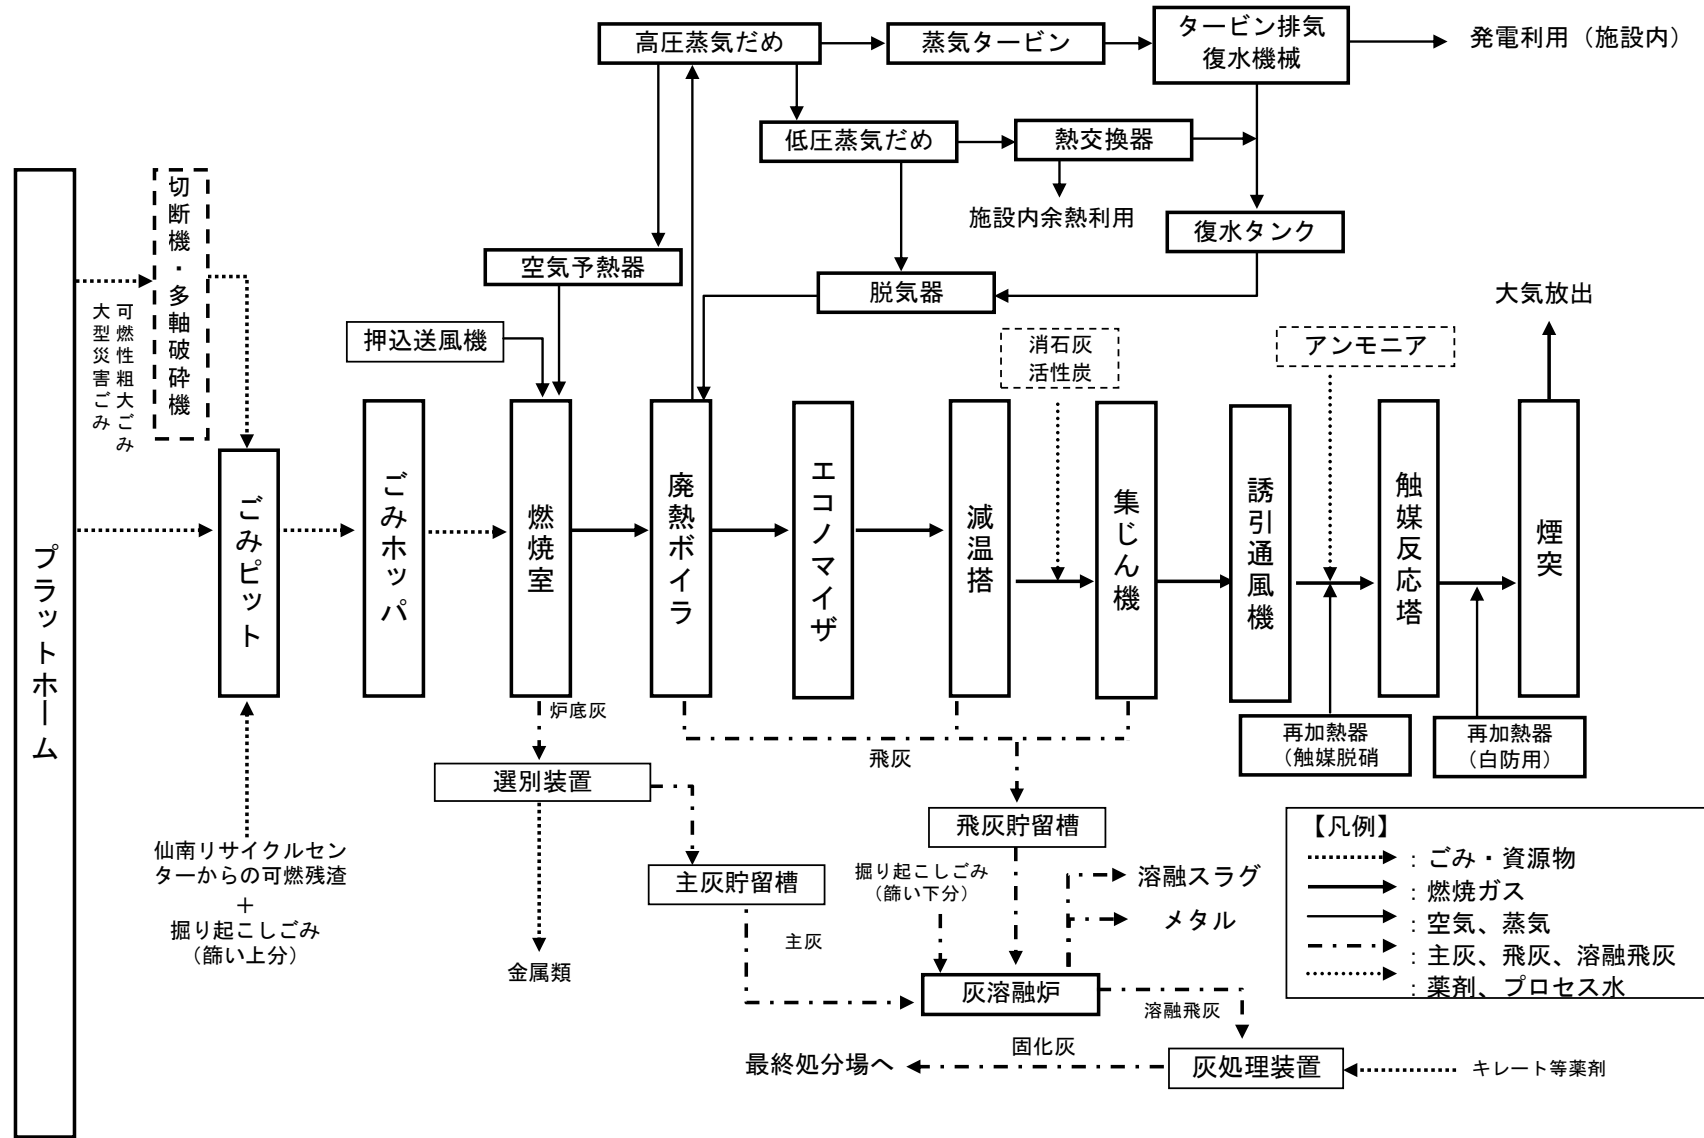 高圧蒸気だめ
蒸気タービン
タービン排気
復水機械
発電利用（施設内）
低圧蒸気だめ
熱交換器
施設内余熱利用
復水タンク
空気予熱器
脱気器
押込送風機
消石灰
活性炭
アンモニア
大気放出
プラットホーム
切断機・多軸破砕機
可燃性粗大ごみ
大型災害ごみ
ごみピット
ごみホッパ
燃焼室
廃熱ボイラ
エコノマイザ
減温搭
集じん機
誘引通風機
触媒反応塔
煙突
炉底灰
飛灰
再加熱器
（触媒脱硝
再加熱器
（白防用）
選別装置
飛灰貯留槽
仙南リサイクルセン
ターからの可燃残渣
＋
掘り起こしごみ
（篩い上分）
主灰貯留槽
主灰
金属類
掘り起こしごみ
（篩い下分）
溶融スラグ
メタル
灰溶融炉
溶融飛灰
固化灰
最終処分場へ
灰処理装置
キレート等薬剤
【凡例】
：ごみ・資源物
：燃焼ガス
：空気、蒸気
：主灰、飛灰、溶融飛灰
：薬剤、プロセス水